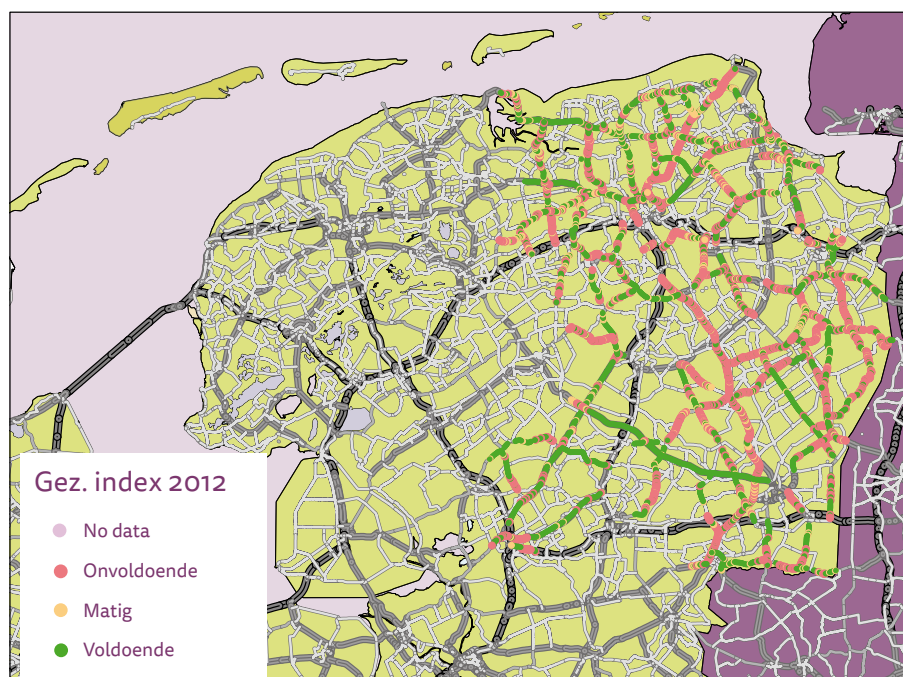 Gez. index 2012
No data
Onvoldoende
Matig
Voldoende